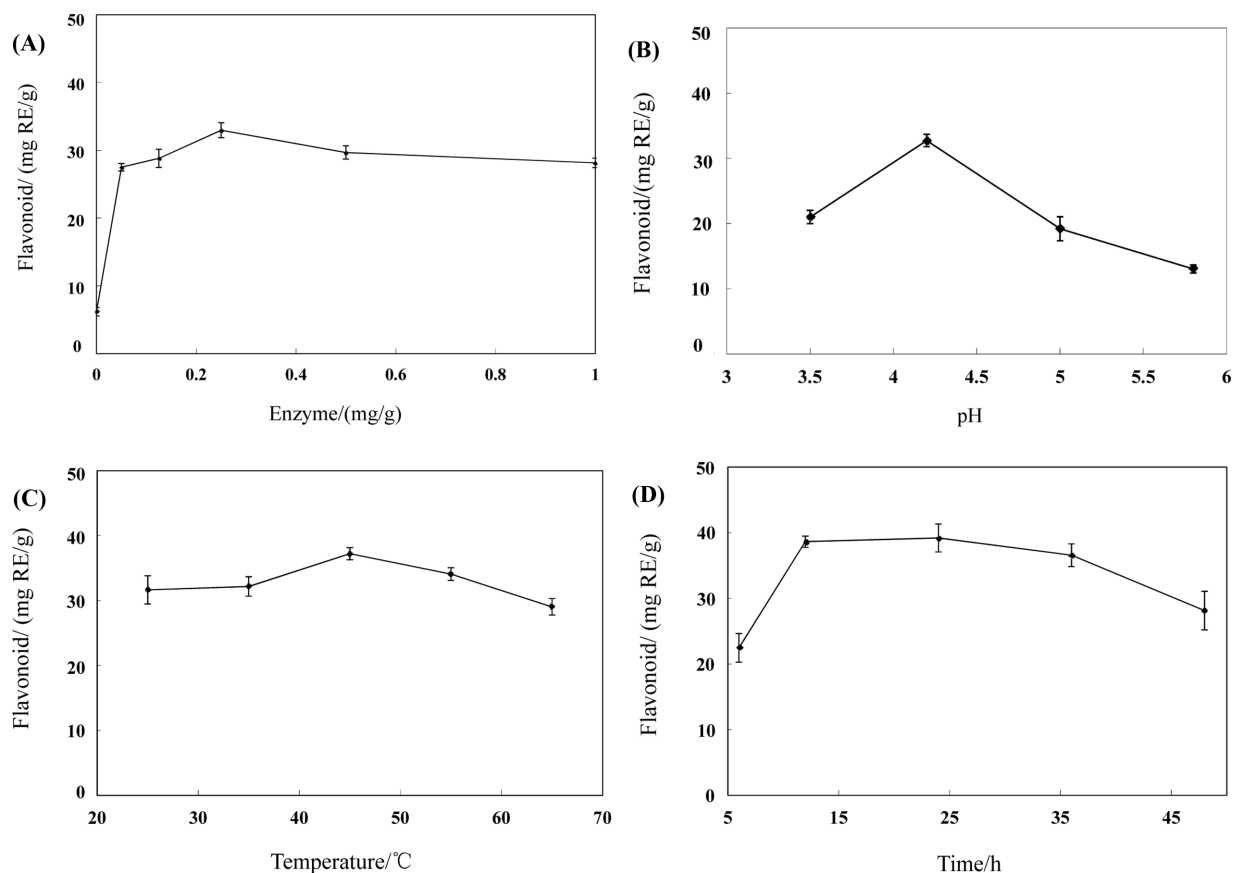 (A)
Flavonoid/ (mg RE/g)
50
40
30
20
10
0
0 0.2 0.4 0.6 0.8 1
Enzyme/(mg/g)
(B)
Flavonoid/(mg RE/g)
50
40
30
20
10
0
3 3.5 4 4.5 5 5.5 6
pH
(C)
Flavonoid/ (mg RE/g)
50
40
30
20
10
0
20 30 40 50 60 70
Temperature/℃
(D)
Flavonoid/ (mg RE/g)
50
40
30
20
10
0
5 15 25 35 45
Time/h